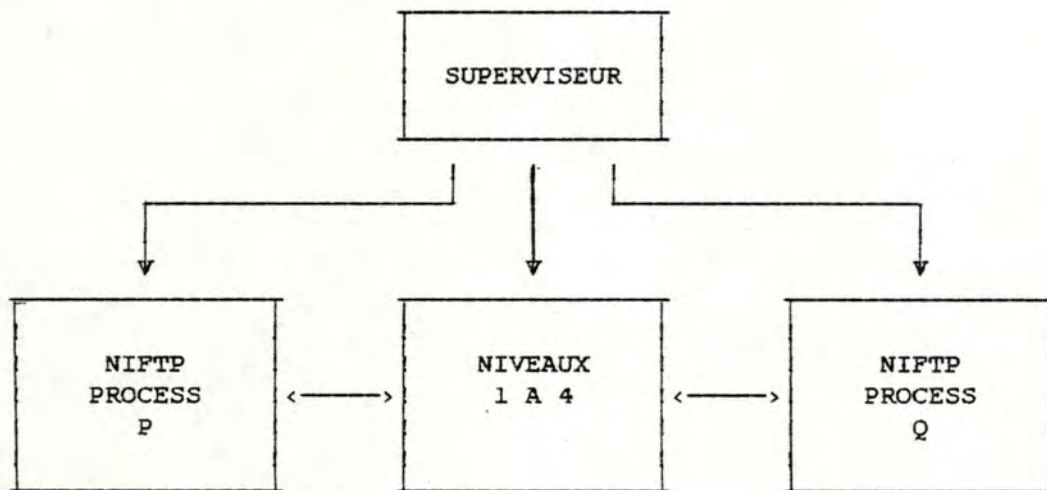 SUPERVISEUR
NIFTP
PROCESS
P
NIVEAUX
1 A 4
NIFTP
PROCESS
Q